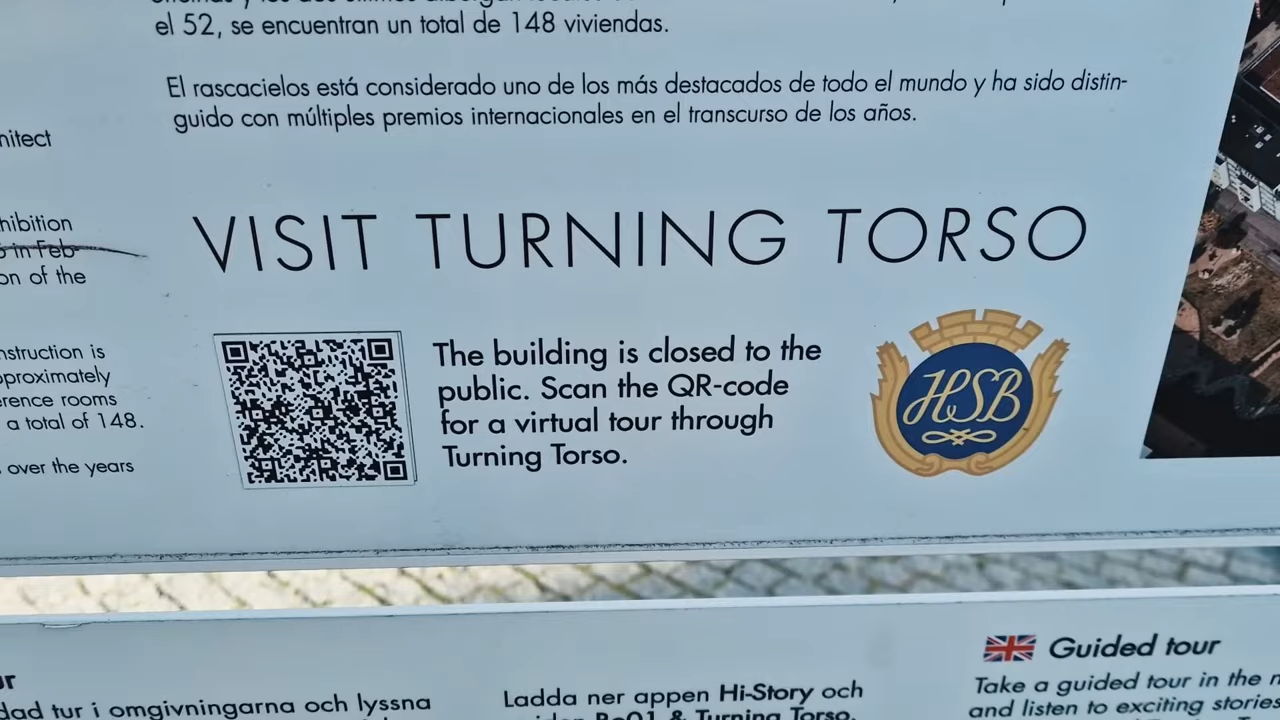 el 52, se encuentran un total de 148 viviendas.
El rascacielos está considerado uno de los más destacados de todo el mundo y ha sido distin-
guido con múltiples premios internacionales en el transcurso de los años.
hibition
in Feb-
on of the
nstruction is
pproximately
erence rooms
a total of 148.
over the years
VISIT TURNING TORSO
The building is closed to the
public. Scan the QR-code
for a virtual tour through
Turning Torso.
HSB
dad tur i omgivningarna och lyssna
Ladda ner appen Hi-Story och
& Turning Torso.
Guided tour
Take a guided tour in the
and listen to exciting stories